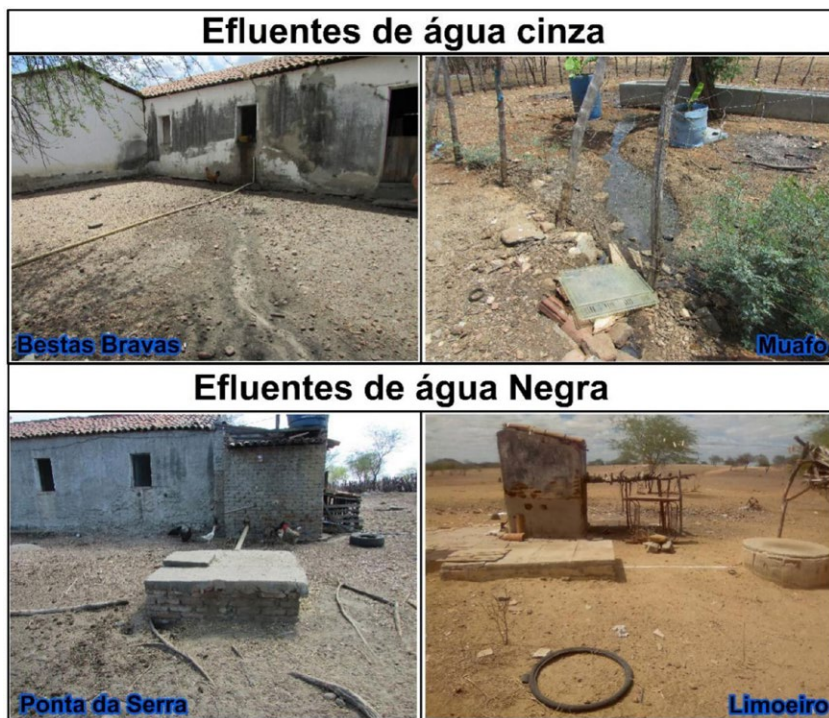 Efluentes de água cinza
Bestas Bravas
Muafo
Efluentes de água Negra
Ponta da Serra
Limoeiro